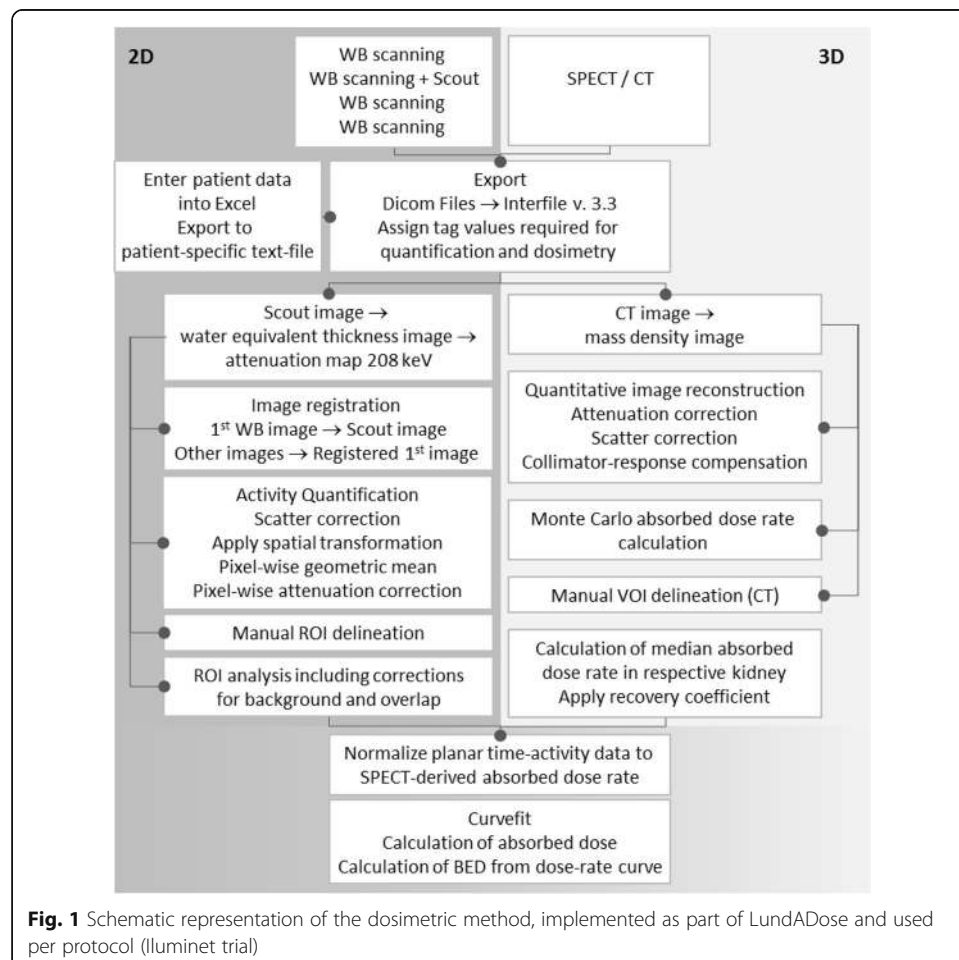 2D
WB scanning
WB scanning + Scout
WB scanning
WB scanning
SPECT / CT
3D
Enter patient data
into Excel
Export to
patient-specific text-file
Export
Dicom Files → Interfile v. 3.3
Assign tag values required for
quantification and dosimetry
Scout image →
water equivalent thickness image →
attenuation map 208 keV
Image registration
1st WB image → Scout image
Other images → Registered 1st image
Activity Quantification
Scatter correction
Apply spatial transformation
Pixel-wise geometric mean
Pixel-wise attenuation correction
Manual ROI delineation
ROI analysis including corrections
for background and overlap
CT image →
mass density image
Quantitative image reconstruction
Attenuation correction
Scatter correction
Collimator-response compensation
Monte Carlo absorbed dose rate
calculation
Manual VOI delineation (CT)
Calculation of median absorbed
dose rate in respective kidney
Apply recovery coefficient
Normalize planar time-activity data to
SPECT-derived absorbed dose rate
Curvefit
Calculation of absorbed dose
Calculation of BED from dose-rate curve
Fig. 1 Schematic representation of the dosimetric method, implemented as part of LundADose and used
per protocol (Iluminet trial)